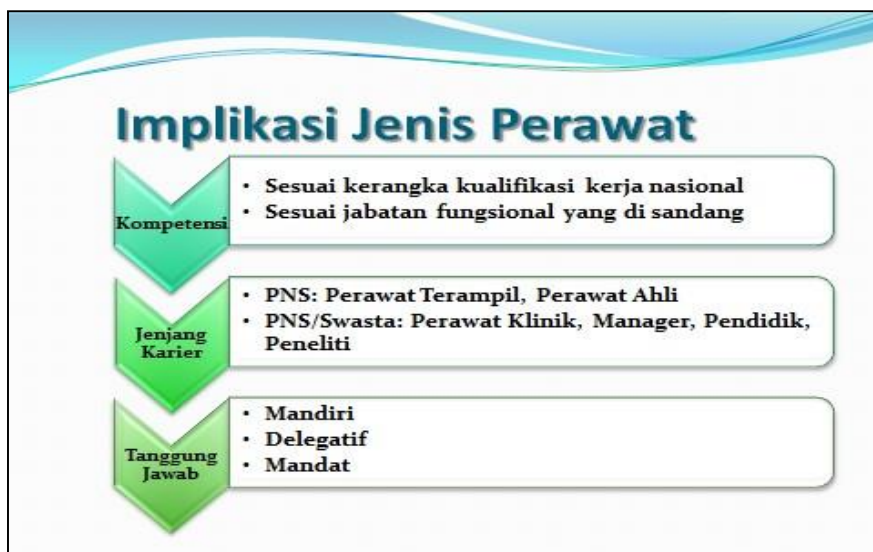 Implikasi Jenis Perawat
Kompetensi
• Sesuai kerangka kualifikasi kerja nasional
• Sesuai jabatan fungsional yang di sandang
Jenjang
Karier
• PNS: Perawat Terampil, Perawat Ahli
• PNS/Swasta: Perawat Klinik, Manager, Pendidik,
Peneliti
Tanggung
Jawab
• Mandiri
• Delegatif
• Mandat